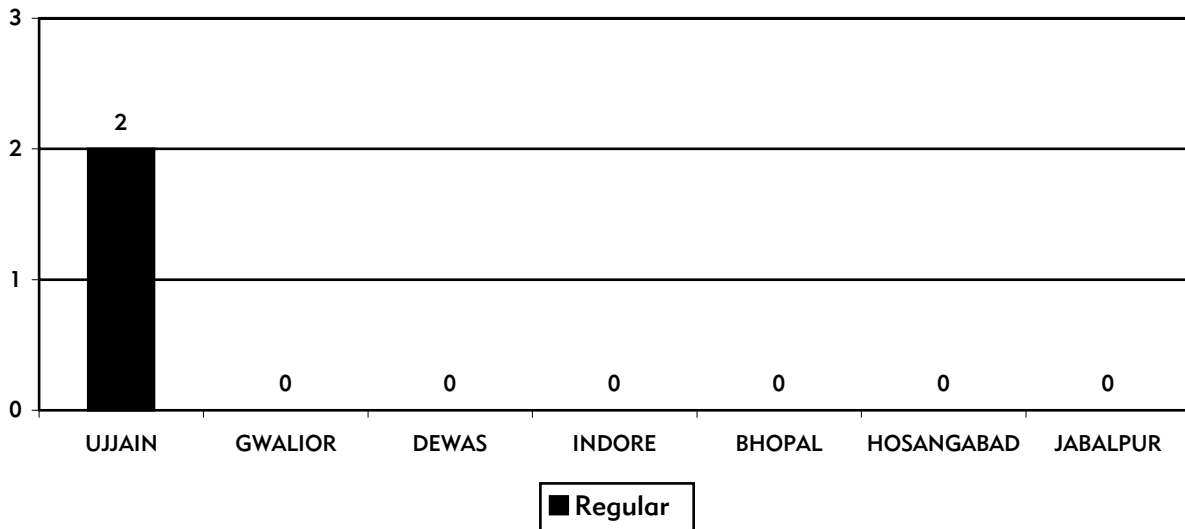 3
2
2
1
0 0 0 0 0 0
0
UJJAIN GWALIOR DEWAS INDORE BHOPAL HOSANGABAD JABALPUR
Regular